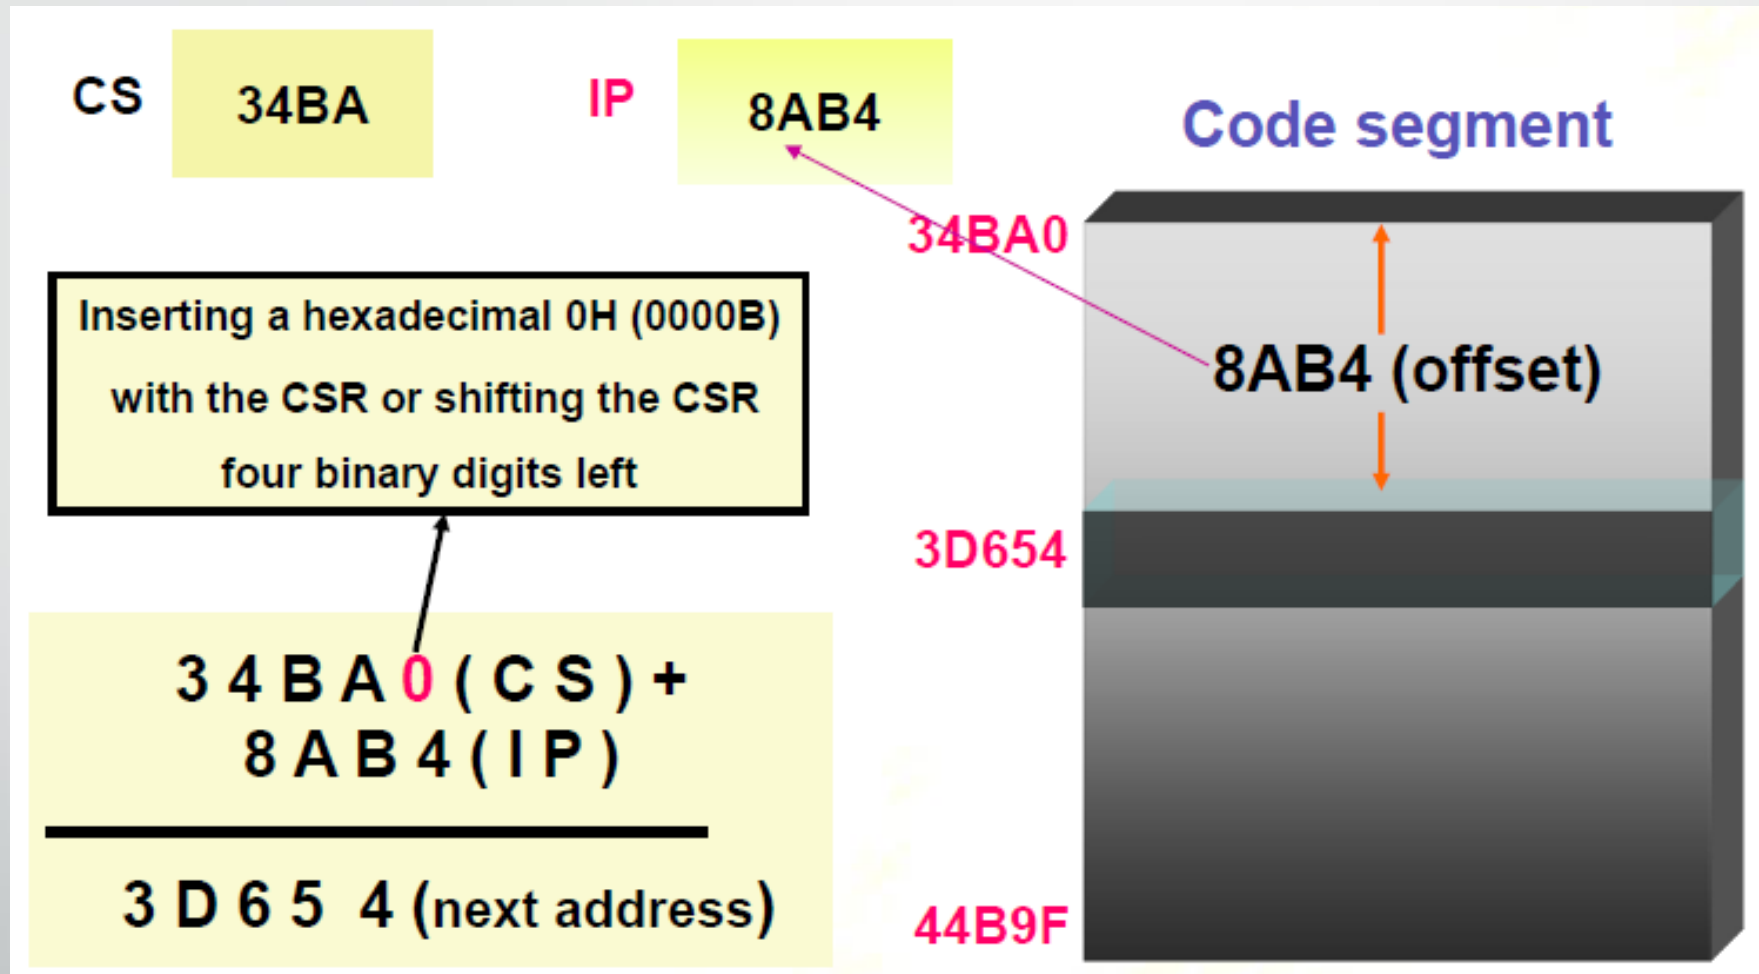 CS 34BA IP 8AB4
Code segment
34BA0
8AB4 (offset)
3D654
44B9F
Inserting a hexadecimal 0H (0000B)
with the CSR or shifting the CSR
four binary digits left
3 4 B A 0 ( C S ) +
8 A B 4 ( I P )
3 D 6 5 4 (next address)